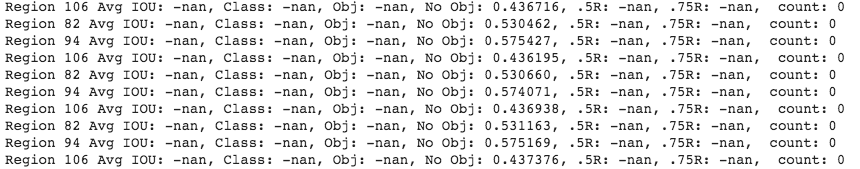 Region 106 Avg IOU: -nan, Class: -nan, Obj: -nan, No Obj: 0.436716, .5R: -nan, .75R: -nan,  count: 0
Region 82 Avg IOU: -nan, Class: -nan, Obj: -nan, No Obj: 0.530462, .5R: -nan, .75R: -nan,  count: 0
Region 94 Avg IOU: -nan, Class: -nan, Obj: -nan, No Obj: 0.575427, .5R: -nan, .75R: -nan,  count: 0
Region 106 Avg IOU: -nan, Class: -nan, Obj: -nan, No Obj: 0.436195, .5R: -nan, .75R: -nan,  count: 0
Region 82 Avg IOU: -nan, Class: -nan, Obj: -nan, No Obj: 0.530660, .5R: -nan, .75R: -nan,  count: 0
Region 94 Avg IOU: -nan, Class: -nan, Obj: -nan, No Obj: 0.574071, .5R: -nan, .75R: -nan,  count: 0
Region 106 Avg IOU: -nan, Class: -nan, Obj: -nan, No Obj: 0.436938, .5R: -nan, .75R: -nan,  count: 0
Region 82 Avg IOU: -nan, Class: -nan, Obj: -nan, No Obj: 0.531163, .5R: -nan, .75R: -nan,  count: 0
Region 94 Avg IOU: -nan, Class: -nan, Obj: -nan, No Obj: 0.575169, .5R: -nan, .75R: -nan,  count: 0
Region 106 Avg IOU: -nan, Class: -nan, Obj: -nan, No Obj: 0.437376, .5R: -nan, .75R: -nan,  count: 0